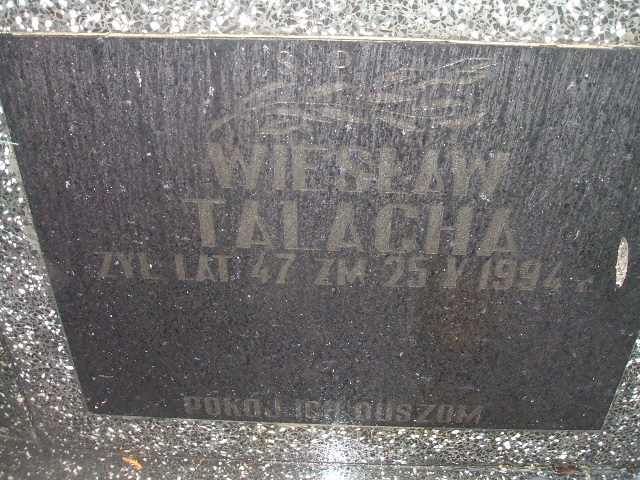 Ś P
WIESŁAW
TALACHA
ŻYŁ LAT 47 ZM 25 V 1994 r
POKÓJ ICH DUSZOM